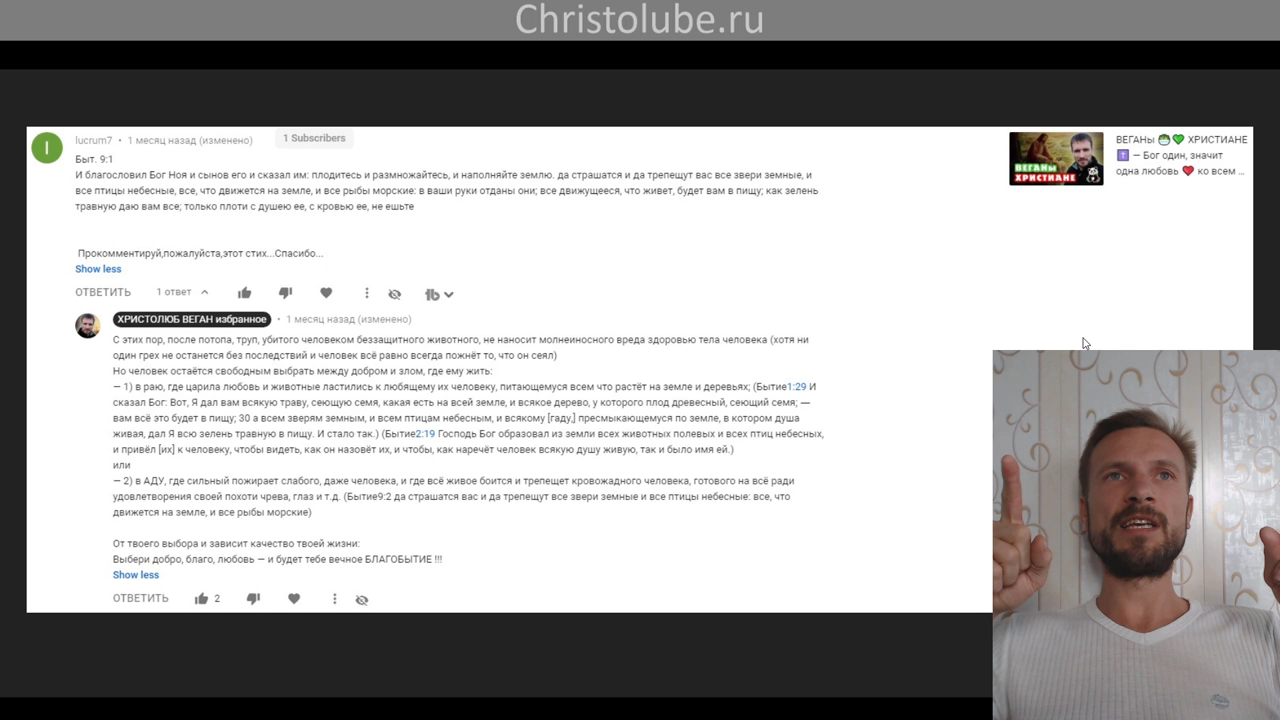 Christolube.ru
lucrum7 • 1 месяц назад (изменено) 1 Subscribers
Быт. 9:1
И благословил Бог Ноя и сынов его и сказал им: плодитесь и размножайтесь, и наполняйте землю. да страшатся и да трепещут вас все звери земные, и
все птицы небесные, все, что движется на земле, и все рыбы морские: в ваши руки отданы они; все движущееся, что живет, будет вам в пищу; как зелень
травную даю вам все; только плоти с душею ее, с кровью ее, не ешьте
Прокомментируй,пожалуйста,этот стих...Спасибо...
Show less
ОТВЕТИТЬ 1 ответ
ВЕГАНы ХРИСТИАНЕ
— Бог один, значит
одна любовь ко всем ...
ВЕГАНЫ
ХРИСТИАНЕ
ХРИСТОЛЮБ ВЕГАН избранное • 1 месяц назад (изменено)
С этих пор, после потопа, труп, убитого человеком беззащитного животного, не наносит молнеиносного вреда здоровью тела человека (хотя ни
один грех не останется без последствий и человек всё равно всегда пожнёт то, что он сеял)
Но человек остаётся свободным выбрать между добром и злом, где ему жить:
— 1) в раю, где царила любовь и животные ластились к любящему их человеку, питающемуся всем что растёт на земле и деревьях; (Бытие1:29 И
сказал Бог: Вот, Я дал вам всякую траву, сеющую семя, какая есть на всей земле, и всякое дерево, у которого плод древесный, сеющий семя; —
вам всё это будет в пищу; 30 а всем зверям земным, и всем птицам небесным, и всякому [гаду,] пресмыкающемуся по земле, в котором душа
живая, дал Я всю зелень травную в пищу. И стало так.) (Бытие2:19 Господь Бог образовал из земли всех животных полевых и всех птиц небесных,
и привёл [их] к человеку, чтобы видеть, как он назовёт их, и чтобы, как наречёт человек всякую душу живую, так и было имя ей.)
или
— 2) в АДУ, где сильный пожирает слабого, даже человека, и где всё живое боится и трепещет кровожадного человека, готового на всё ради
удовлетворения своей похоти чрева, глаз и т.д. (Бытие9:2 да страшатся вас и да трепещут все звери земные и все птицы небесные: все, что
движется на земле, и все рыбы морские)
От твоего выбора и зависит качество твоей жизни:
Выбери добро, благо, любовь — и будет тебе вечное БЛАГОБЫТИЕ !!!
Show less
ОТВЕТИТЬ 2